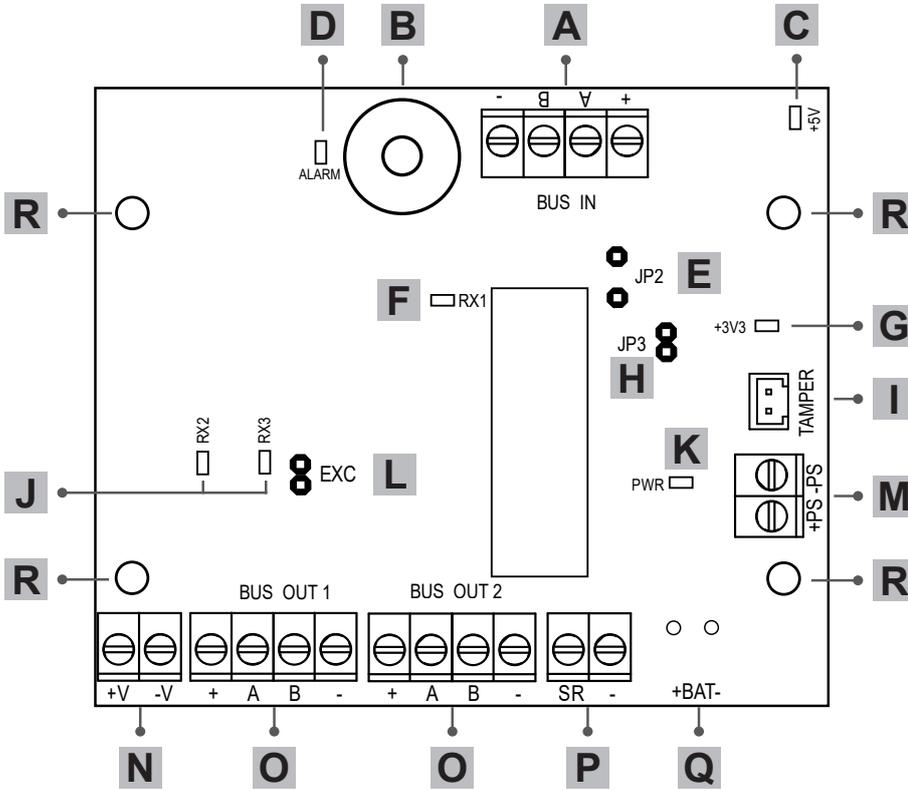 D B A C
- B A +
+5V
ALARM
BUS IN
R R
JP2 E
F RX1
+3V3 G
JP3
H
I
TAMPER
RX2 RX3
K
EXC L
PWR
J
M
+PS -PS
R R
BUS OUT 1 BUS OUT 2
+V -V + A B - + A B - SR - +BAT-
N O O P Q